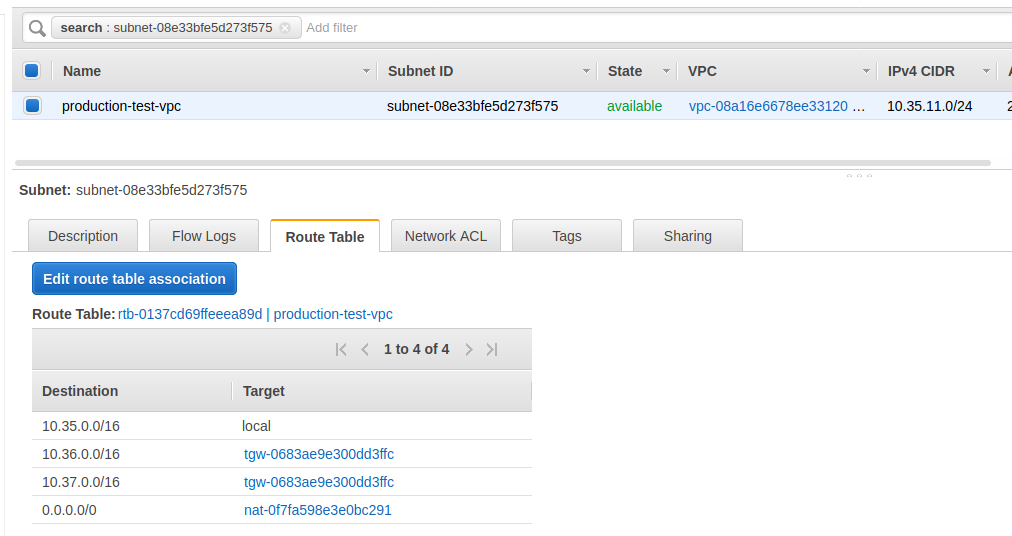 search : subnet-08e33bfe5d273f575 Add filter
Name Subnet ID State VPC IPv4 CIDR
production-test-vpc subnet-08e33bfe5d273f575 available vpc-08a16e6678ee33120 … 10.35.11.0/24
Subnet: subnet-08e33bfe5d273f575
Description Flow Logs Route Table Network ACL Tags Sharing
Edit route table association
Route Table: rtb-0137cd69ffeeea89d | production-test-vpc
1 to 4 of 4
Destination Target
10.35.0.0/16 local
10.36.0.0/16 tgw-0683ae9e300dd3ffc
10.37.0.0/16 tgw-0683ae9e300dd3ffc
0.0.0.0/0 nat-0f7fa598e3e0bc291